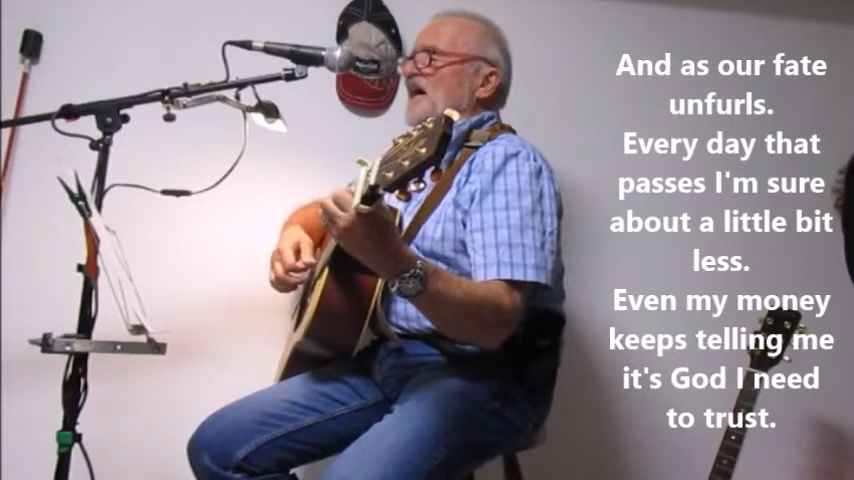 And as our fate
unfurls.
Every day that
passes I'm sure
about a little bit
less.
Even my money
keeps telling me
it's God I need
to trust.